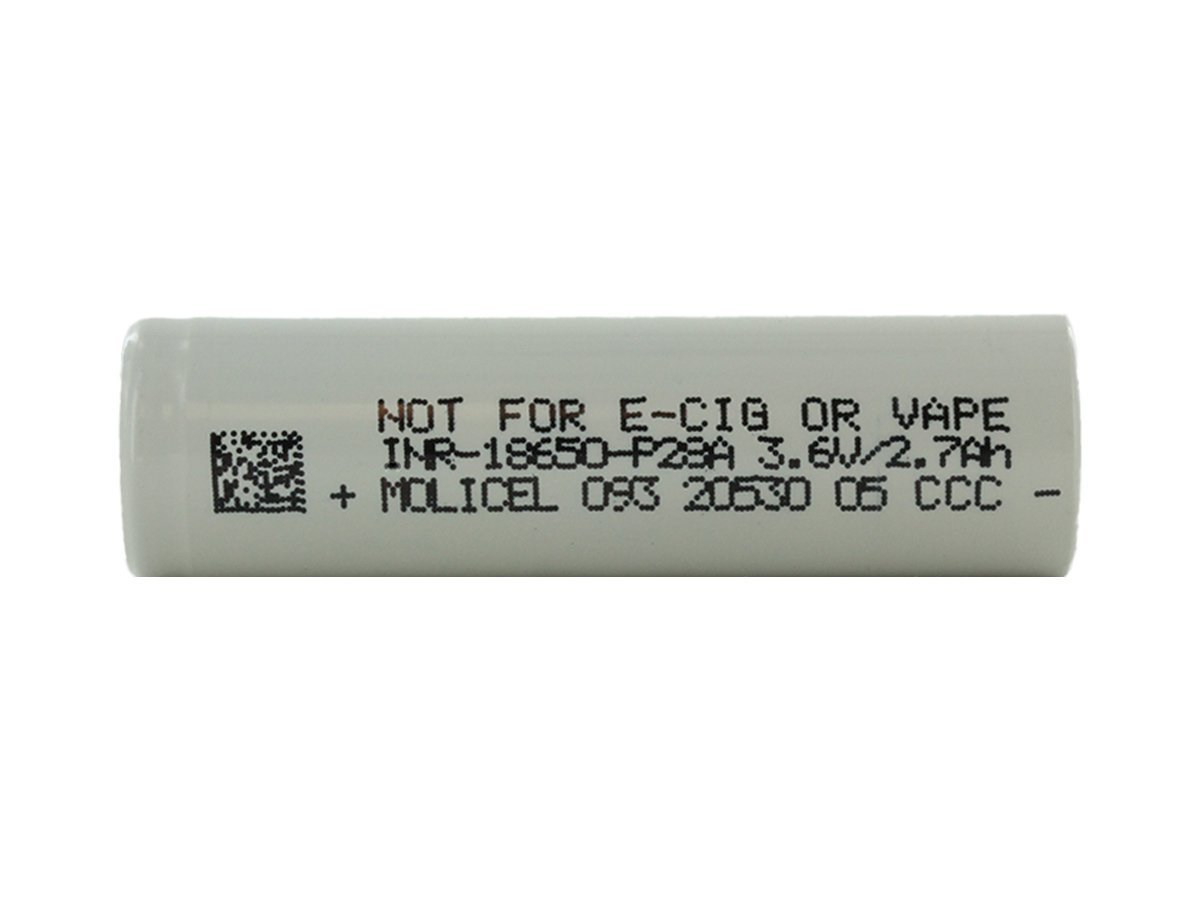 NOT FOR E-CIG OR VAPE
INR-18650-P28A 3.6V/2.7Ah
+ MOLICEL 093 20530 05 CCC -